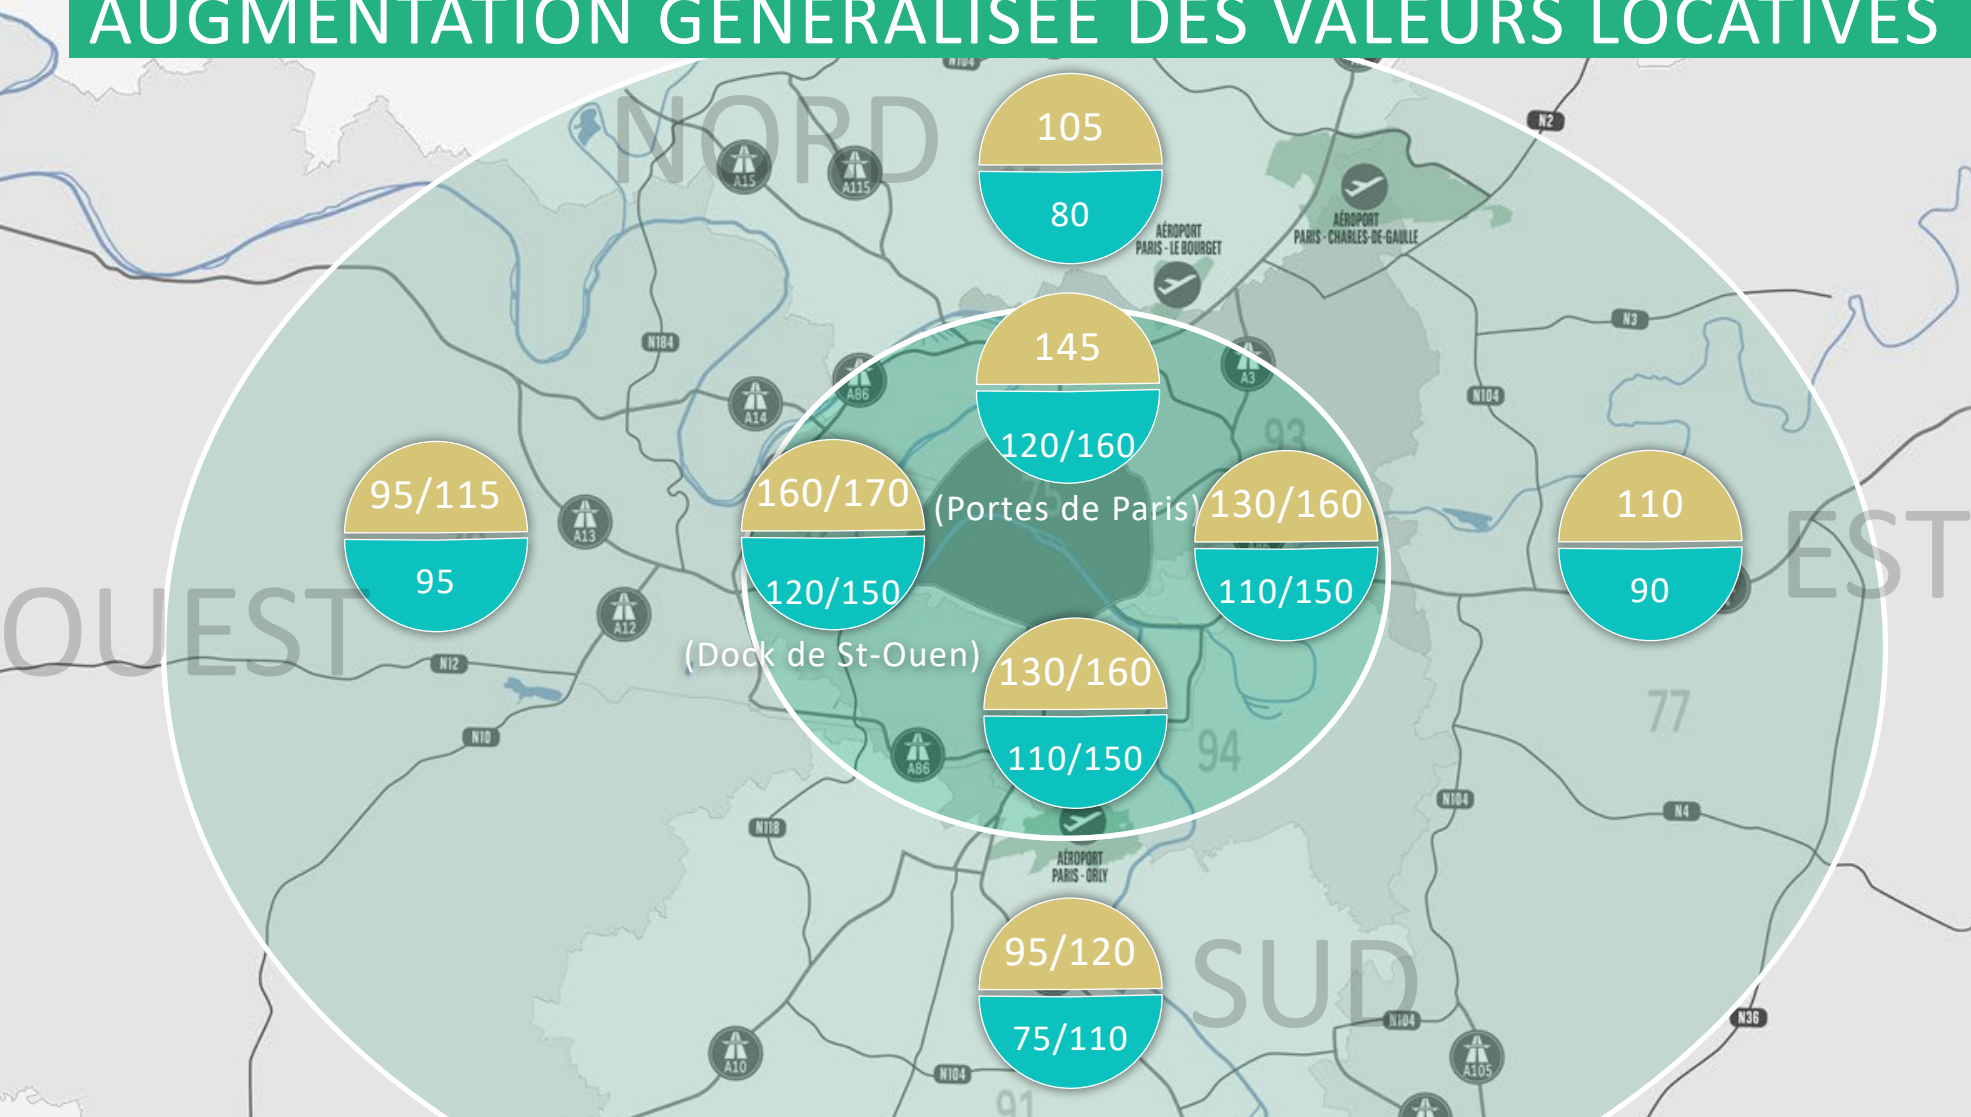 AUGMENTATION GÉNÉRALISÉE DES VALEURS LOCATIVES
N104
NORD
105
80
N2
A15
A115
AÉROPORT
PARIS - CHARLES-DE-GAULLE
AÉROPORT
PARIS - LE BOURGET
N3
N184
145
120/160
A86
A3
A14
N104
93
95/115
95
160/170
120/150
75
(Portes de Paris)
130/160
110/150
110
90
EST
A13
OUEST
A12
N12
(Dock de St-Ouen)
130/160
110/150
77
N10
A86
94
N104
N4
N118
AÉROPORT
PARIS - ORLY
95/120
75/110
SUD
N104
N36
A10
N104
A105
91